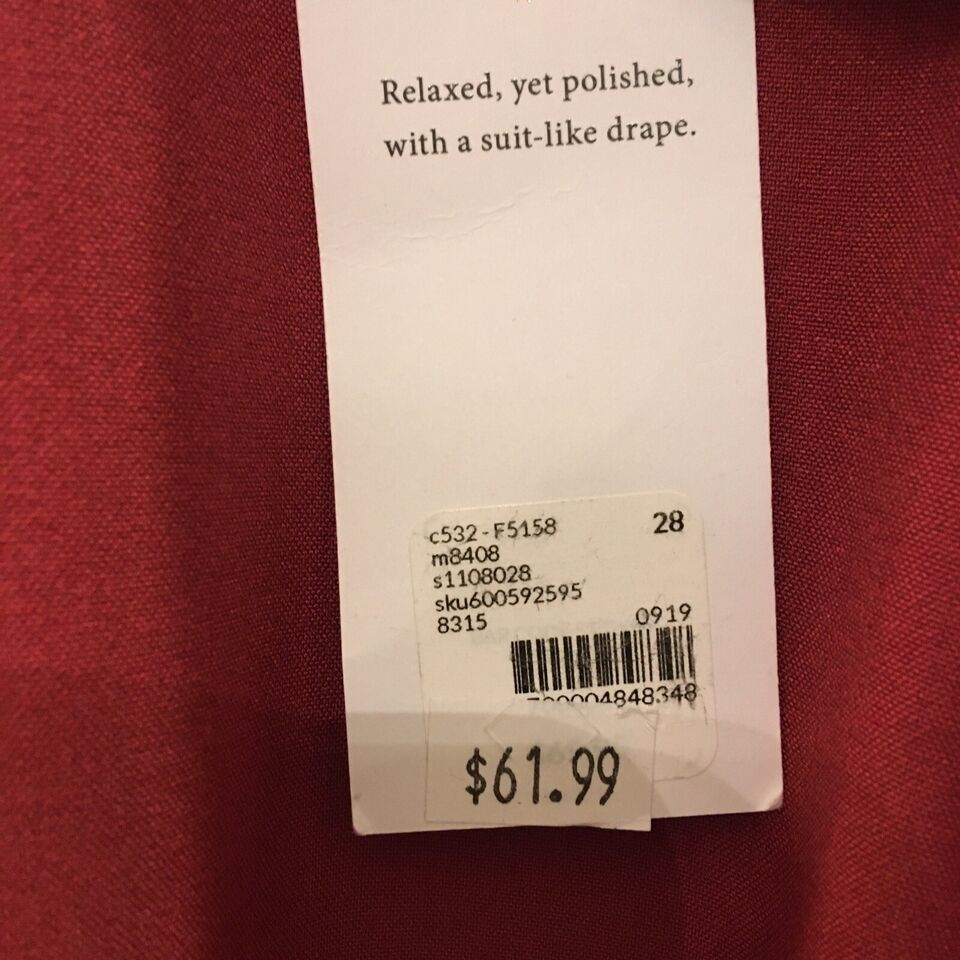 Relaxed, yet polished,
with a suit-like drape.
c532-F5158 28
m8408
s1108028
sku600592595
8315 0919
$61.99